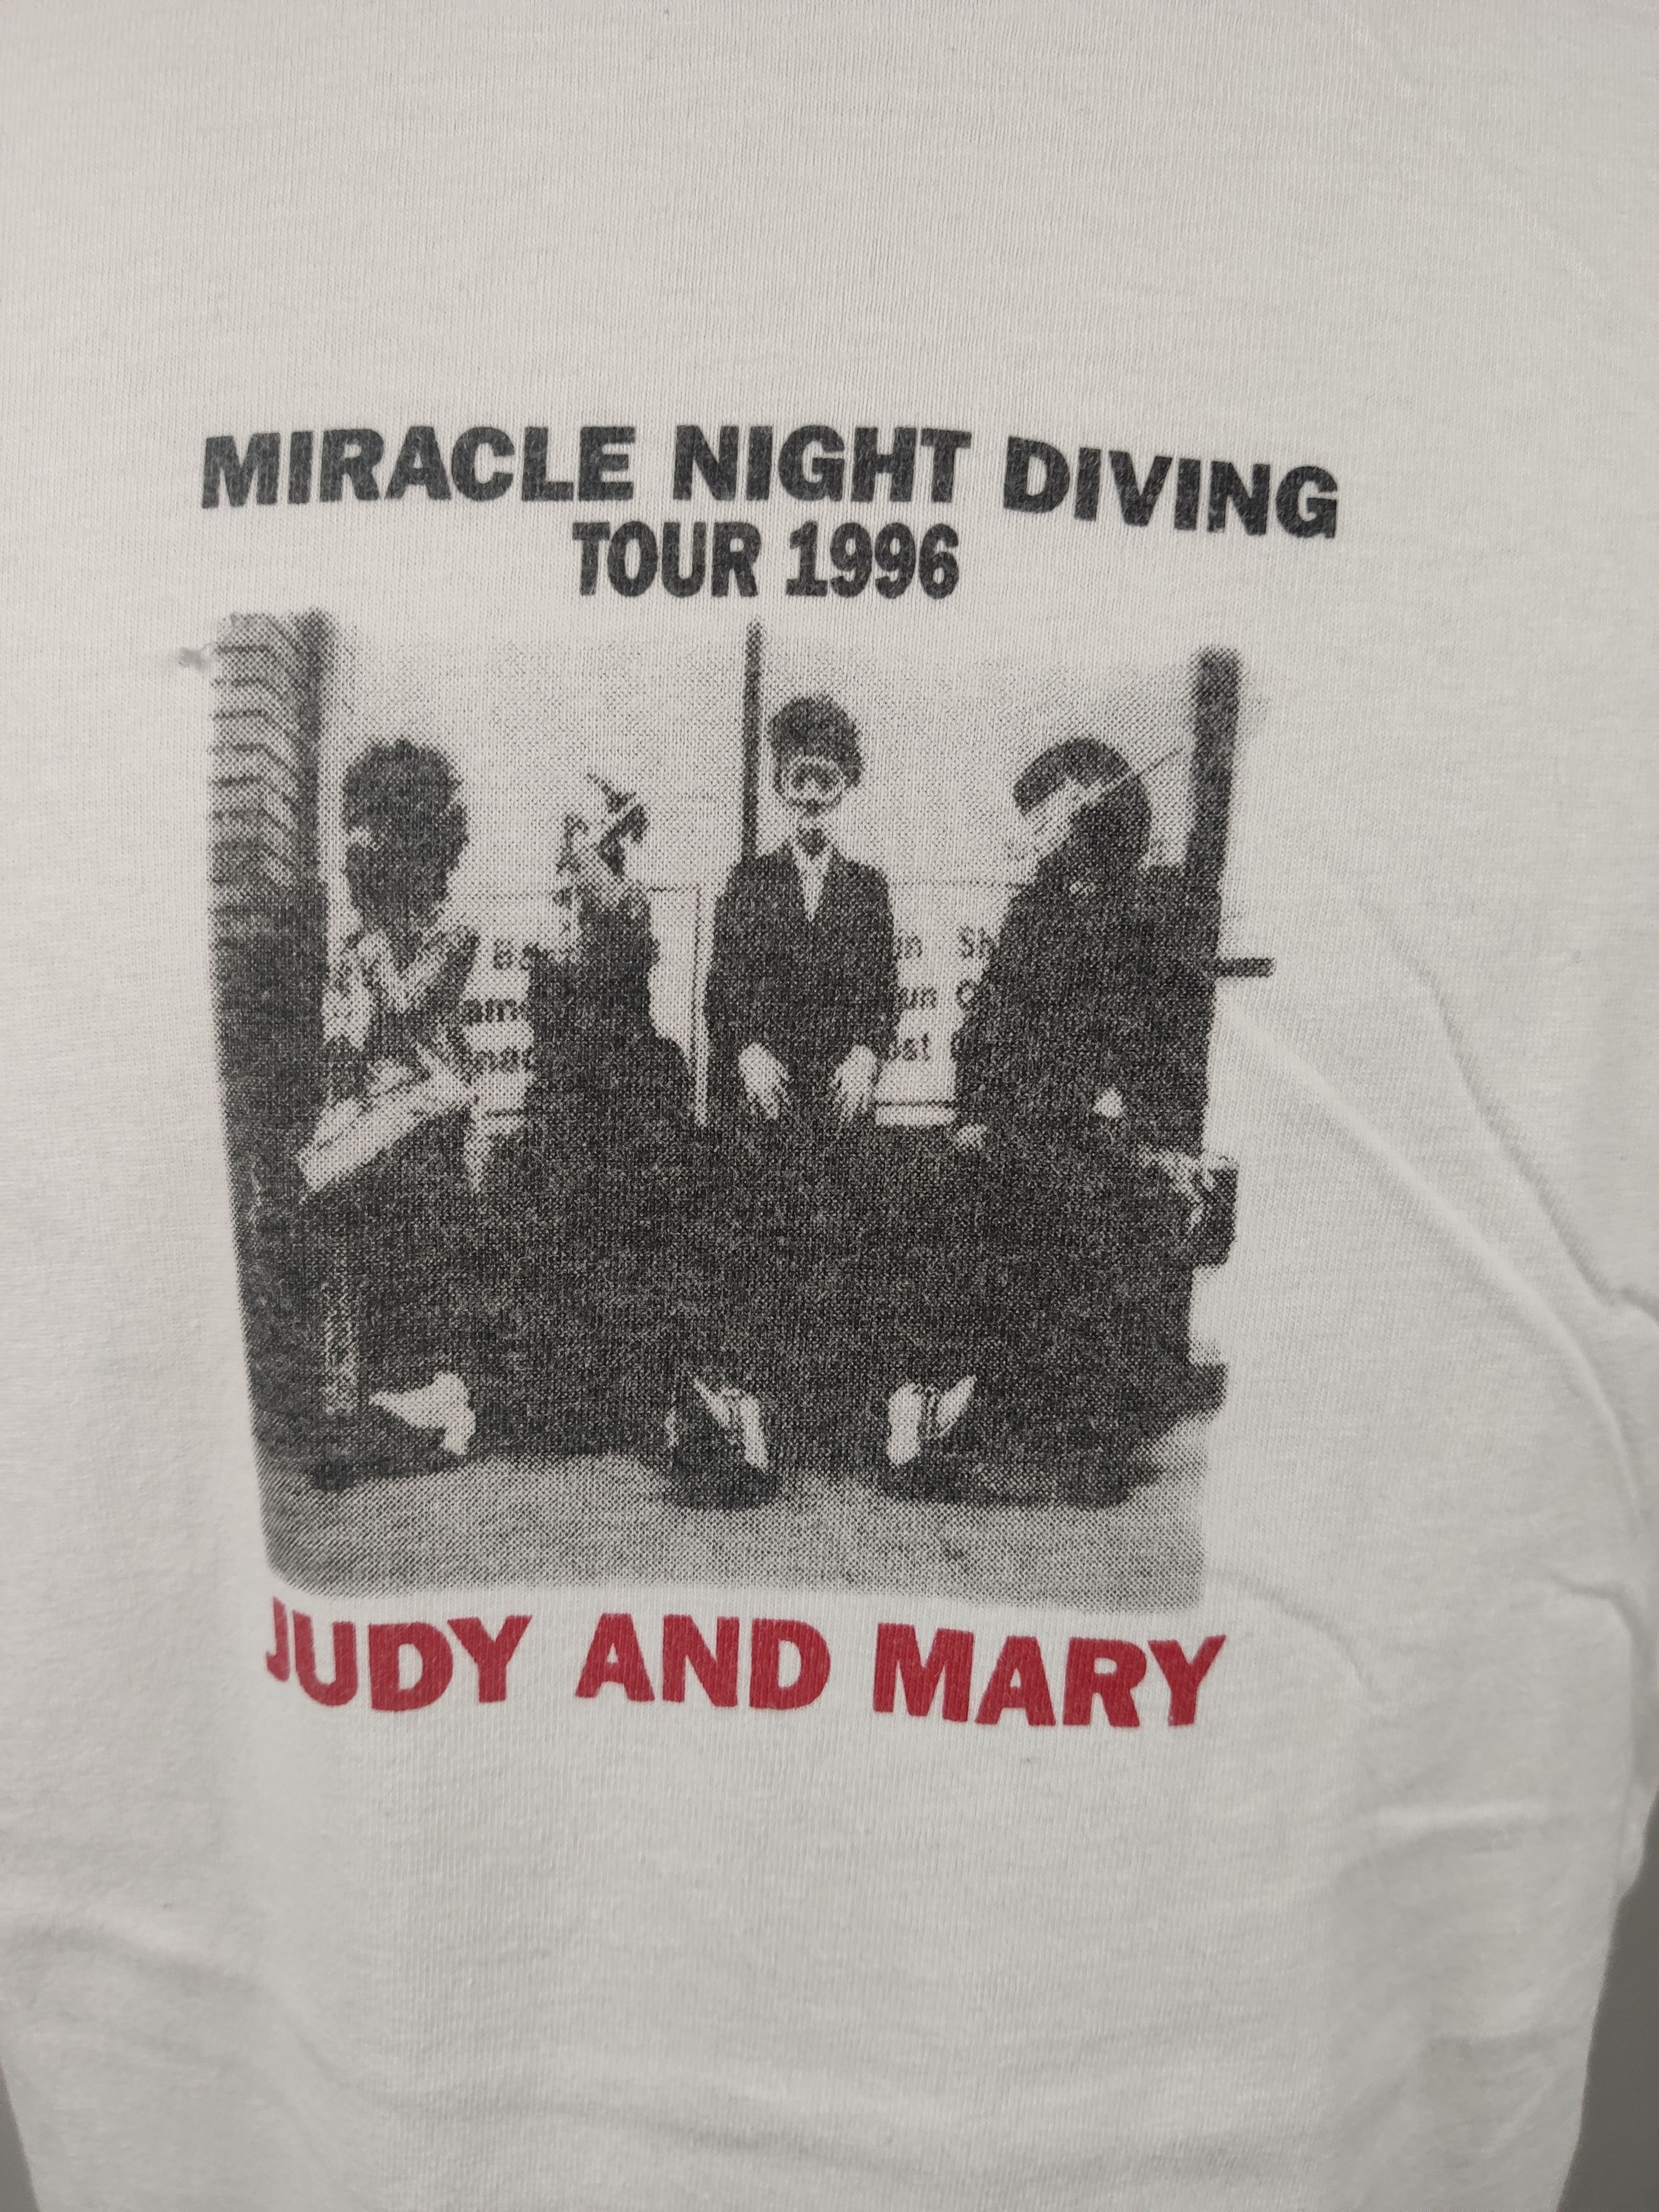 MIRACLE NIGHT DIVING
TOUR 1996
JUDY AND MARY